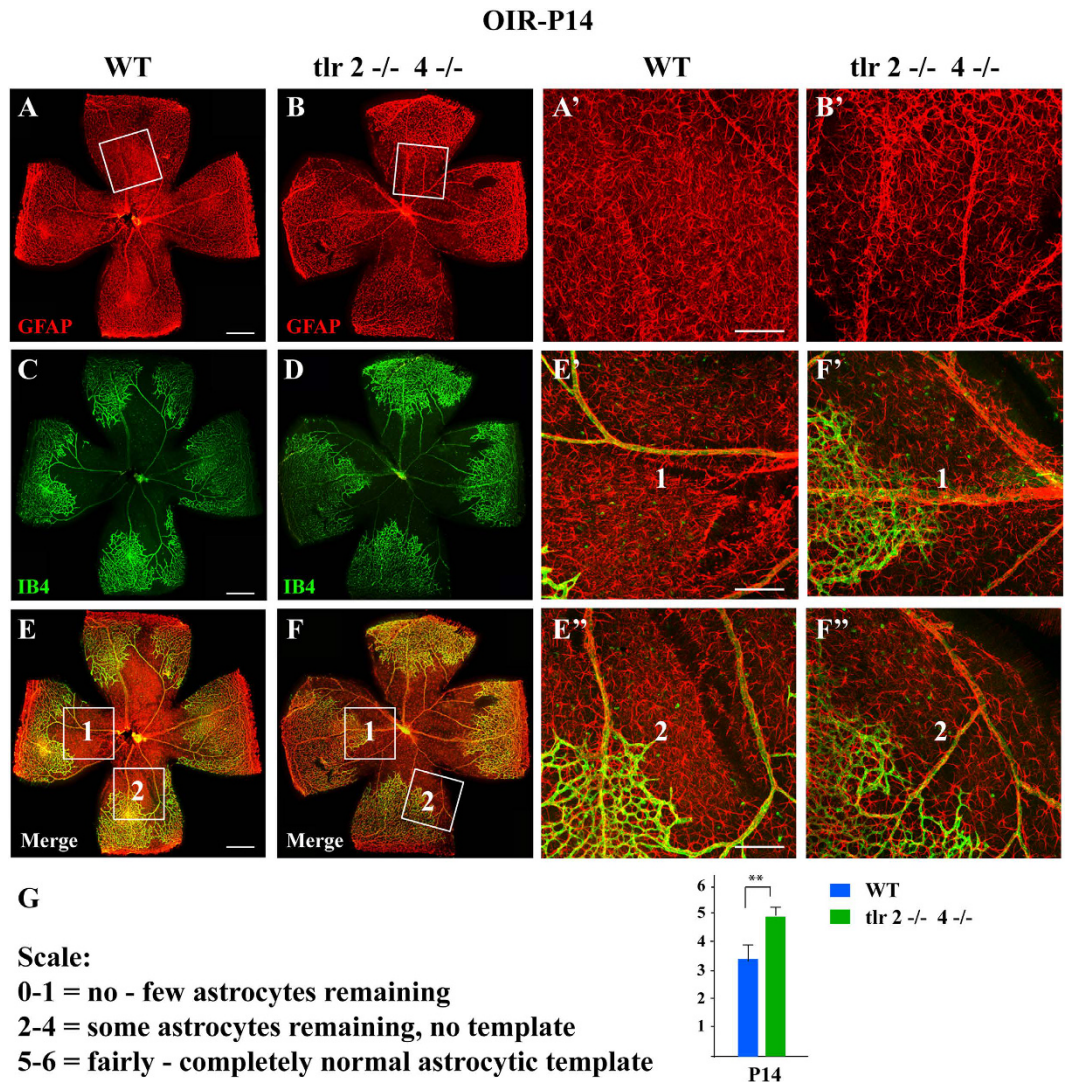 OIR-P14
WT
tlr 2 -/- 4 -/-
WT
tlr 2 -/- 4 -/-
A
B
A’
B’
GFAP
GFAP
C
D
E’
F’
1
1
IB4
IB4
E
F
E’’
F’’
1
1
2
2
2
2
Merge
Merge
G
Scale:
0-1 = no - few astrocytes remaining
2-4 = some astrocytes remaining, no template
5-6 = fairly - completely normal astrocytic template
6
5
4
3
2
1
**
P14
WT
tlr 2 -/- 4 -/-